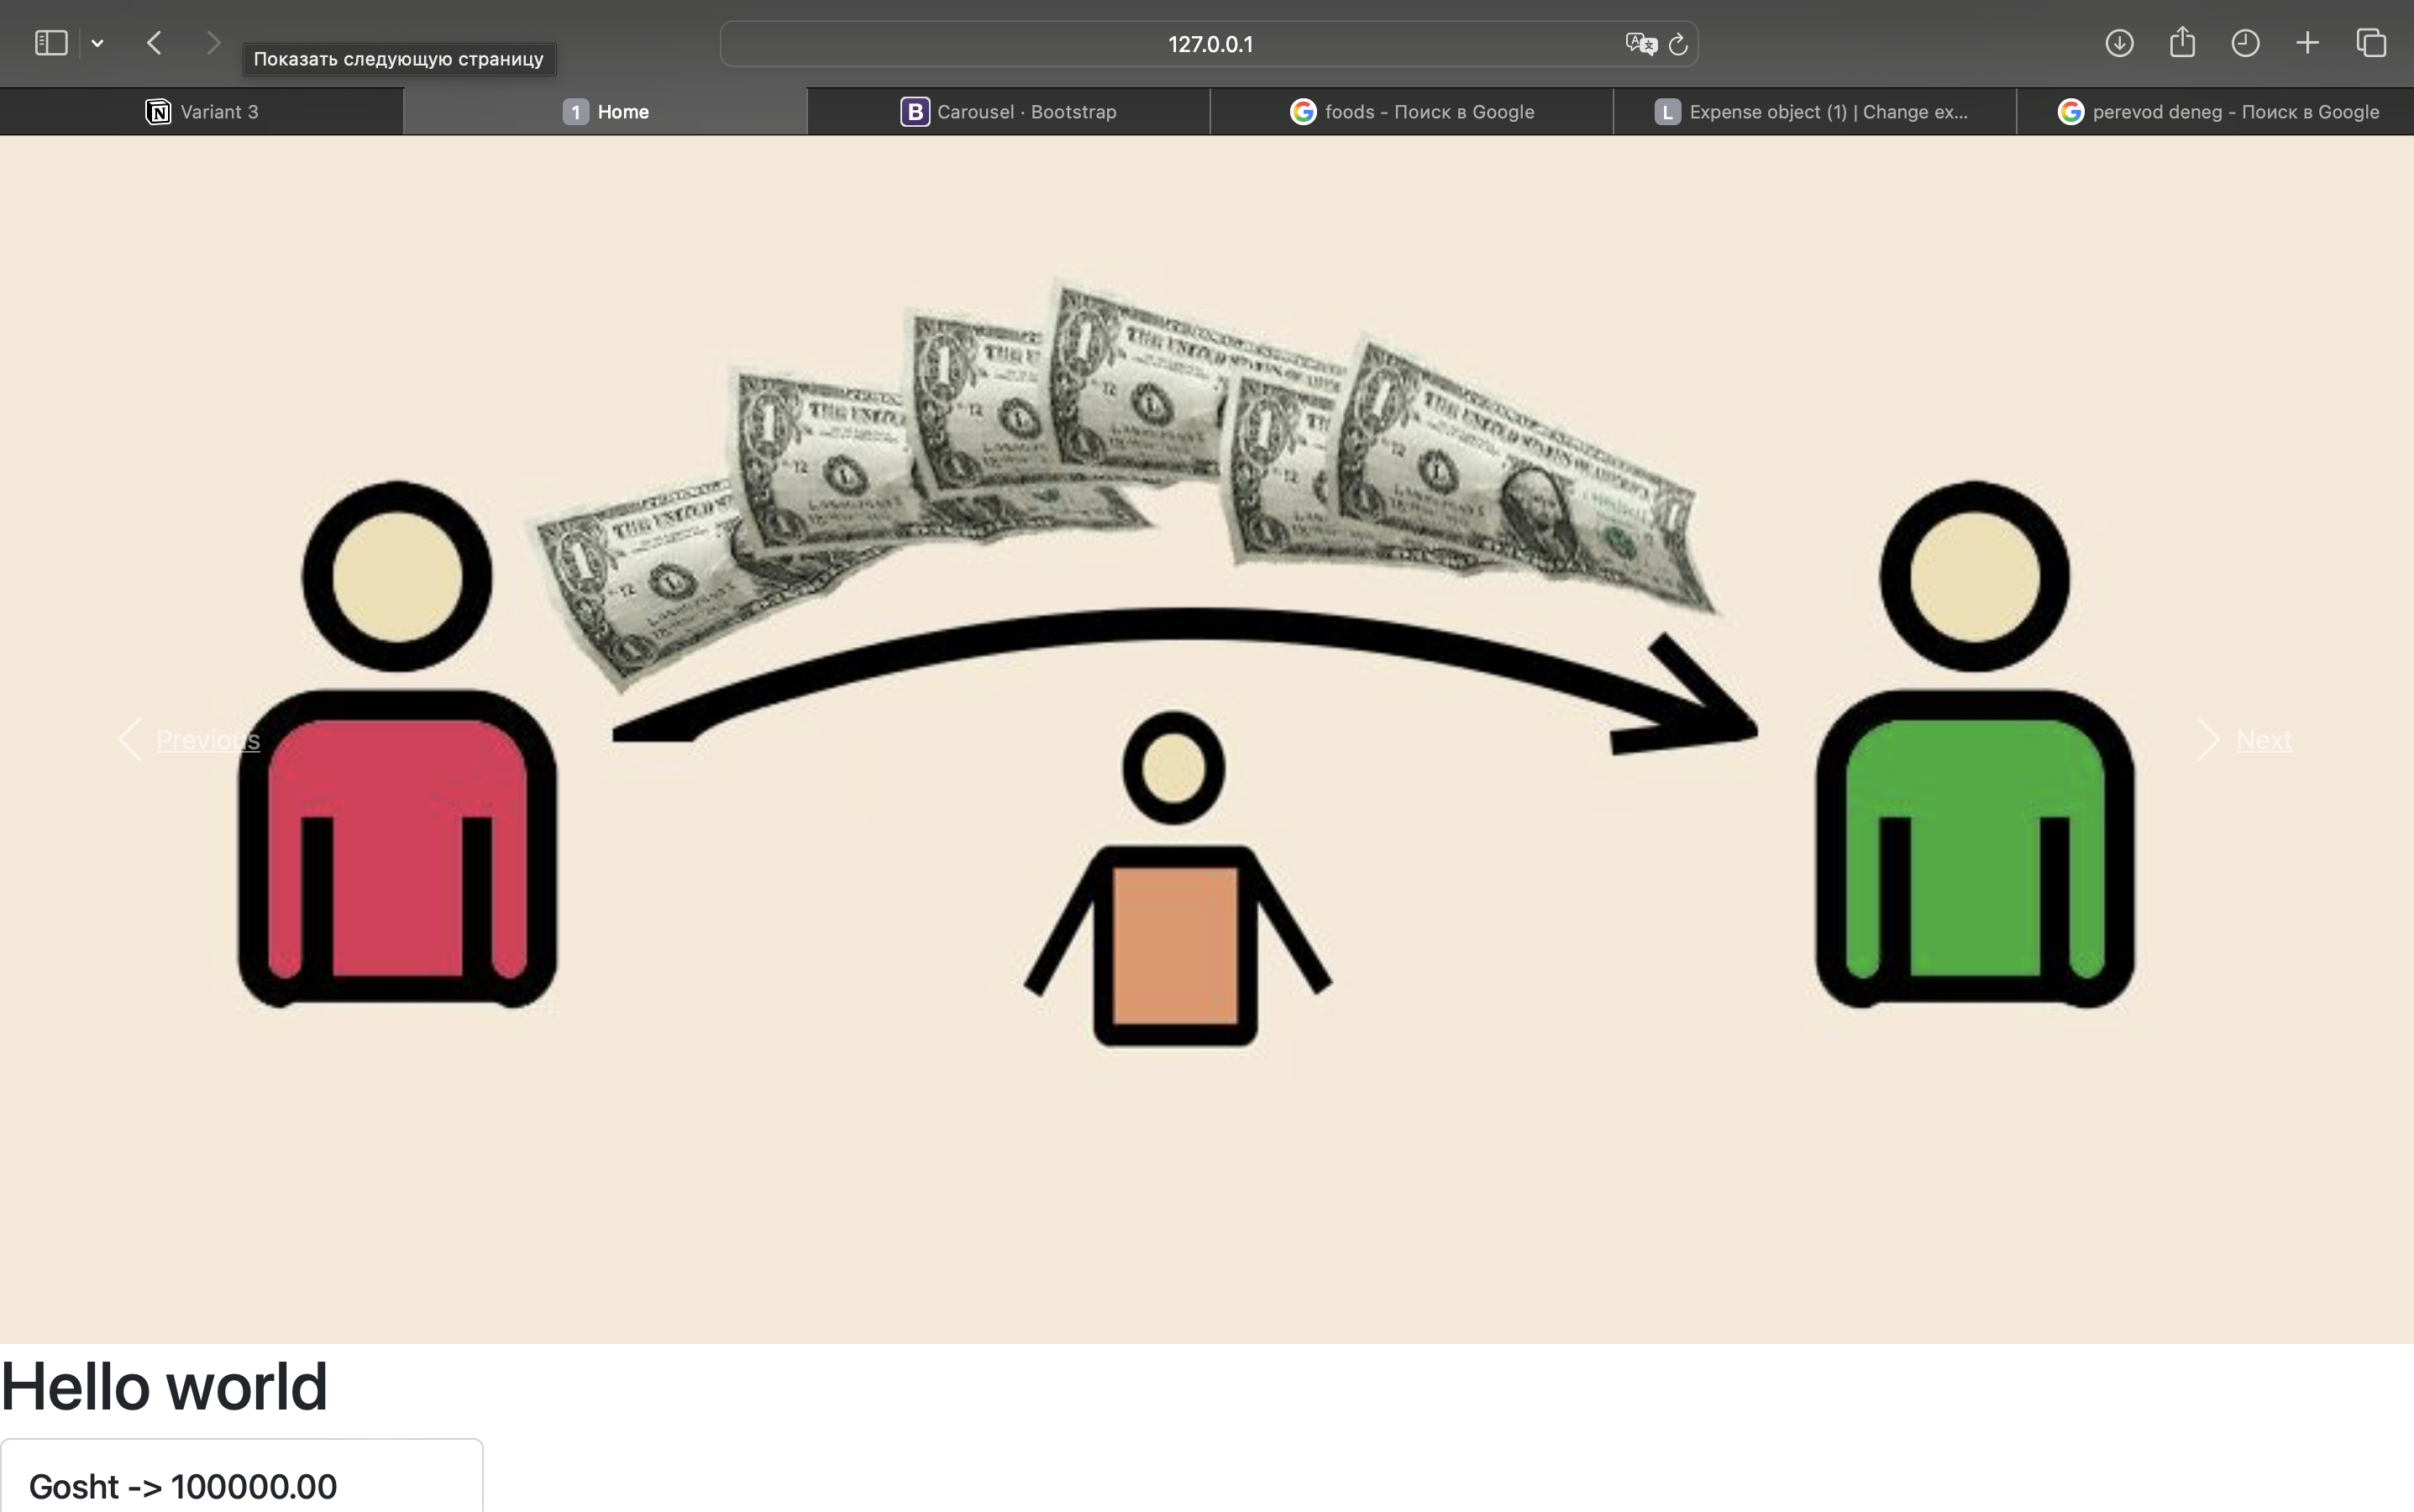 127.0.0.1
Показать следующую страницу
Variant 3
1 Home
Carousel · Bootstrap
foods - Поиск в Google
L Expense object (1) | Change ex...
perevod deneg - Поиск в Google
Previous
Next
Hello world
Gosht -> 100000.00